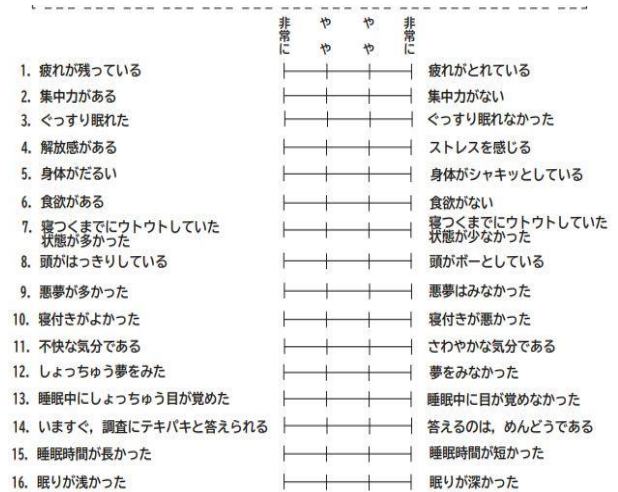 非常に やや やや 非常に
1. 疲れが残っている 疲れがとれている
2. 集中力がある 集中力がない
3. ぐっすり眠れた ぐっすり眠れなかった
4. 解放感がある ストレスを感じる
5. 身体がだるい 身体がシャキッとしている
6. 食欲がある 食欲がない
7. 寝つくまでにウトウトしていた 寝つくまでにウトウトしていた
状態が多かった 状態が少なかった
8. 頭がはっきりしている 頭がボーとしている
9. 悪夢が多かった 悪夢はみなかった
10. 寝付きがよかった 寝付きが悪かった
11. 不快な気分である さわやかな気分である
12. しょっちゅう夢をみた 夢をみなかった
13. 睡眠中にしょっちゅう目が覚めた 睡眠中に目が覚めなかった
14. いますぐ，調査にテキパキと答えられる 答えるのは，めんどうである
15. 睡眠時間が長かった 睡眠時間が短かった
16. 眠りが浅かった 眠りが深かった